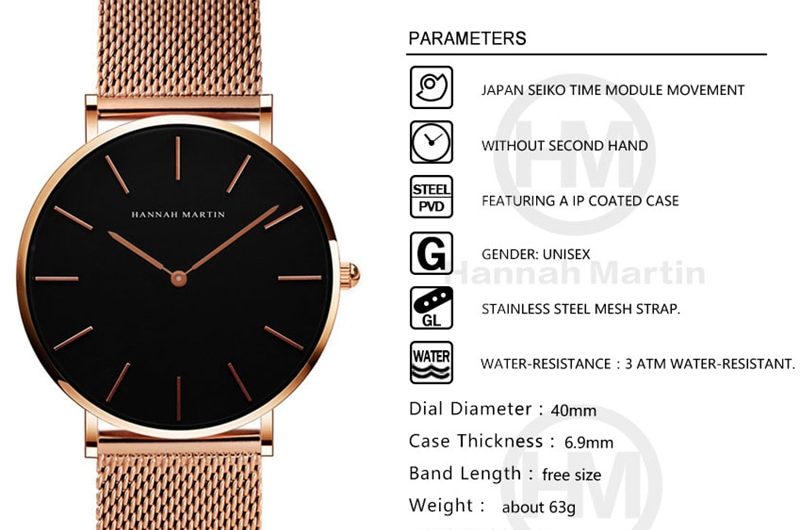 HANNAH MARTIN
PARAMETERS
JAPAN SEIKO TIME MODULE MOVEMENT
WITHOUT SECOND HAND
STEEL
PVD
FEATURING A IP COATED CASE
G
GENDER: UNISEX
Hannah Martin
GL
STAINLESS STEEL MESH STRAP.
WATER
WATER-RESISTANCE : 3 ATM WATER-RESISTANT.
Dial Diameter : 40mm
Case Thickness : 6.9mm
Band Length : free size
Weight : about 63g
HM
HM